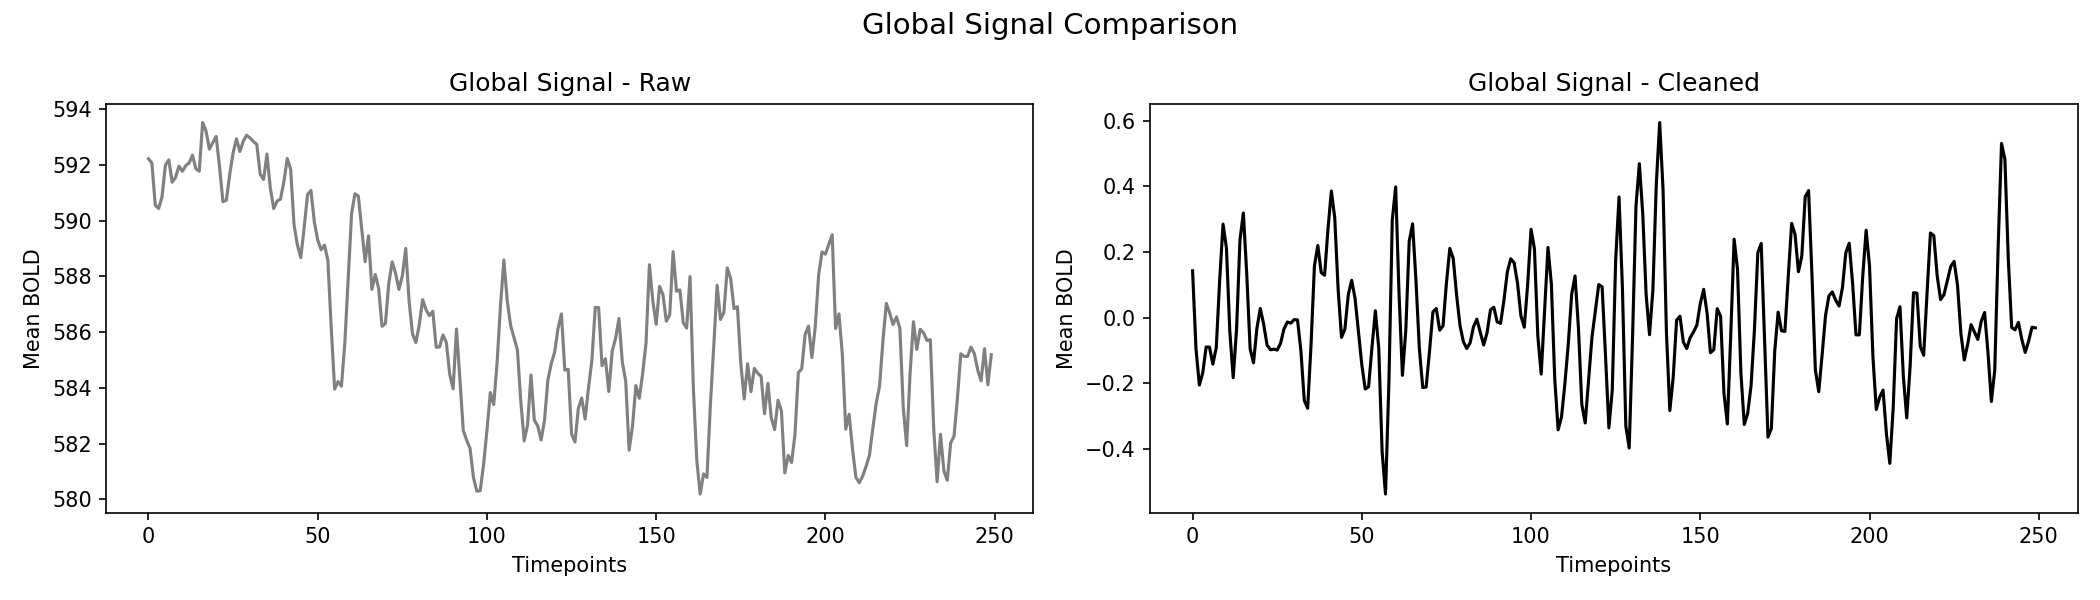 Global Signal Comparison
Global Signal - Raw
594
592
590
588
586
584
582
580
Mean BOLD
0 50 100 150 200 250
Timepoints
Global Signal - Cleaned
0.6
0.4
0.2
0.0
−0.2
−0.4
Mean BOLD
0 50 100 150 200 250
Timepoints